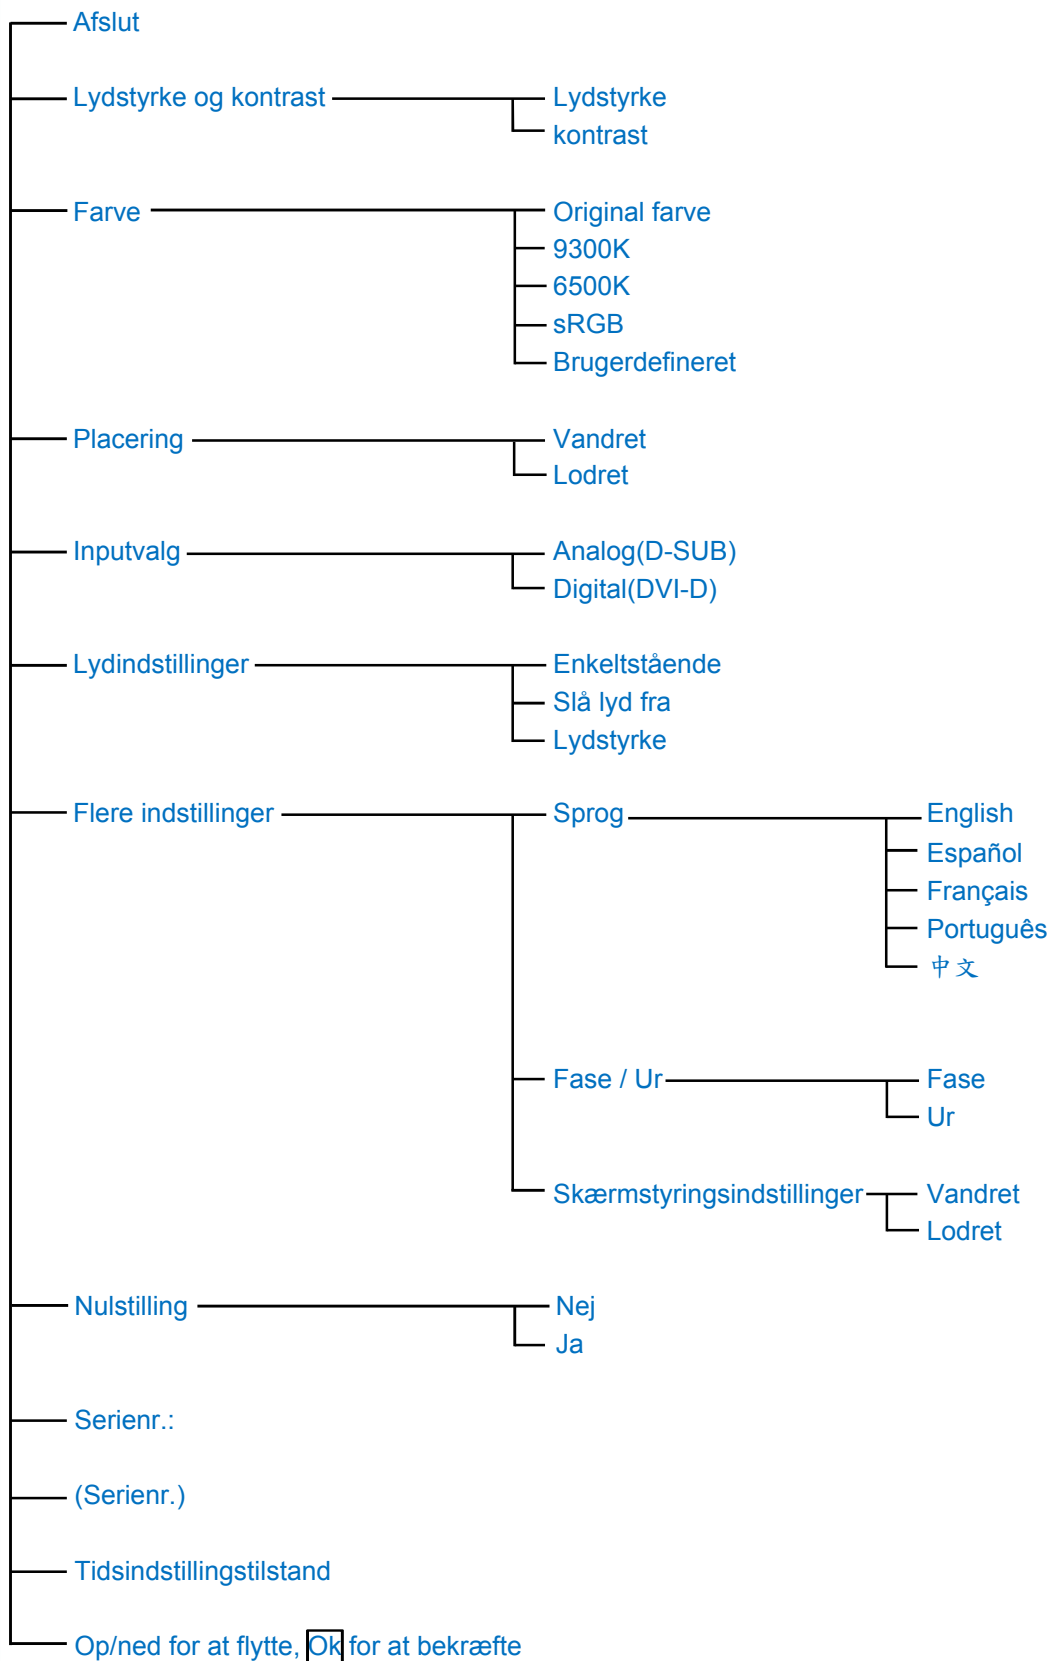 Afslut
Lydstyrke og kontrast
Lydstyrke
kontrast
Farve
Original farve
9300K
6500K
sRGB
Brugerdefineret
Placering
Vandret
Lodret
Inputvalg
Analog(D-SUB)
Digital(DVI-D)
Lydindstillinger
Enkeltstående
Slå lyd fra
Lydstyrke
Flere indstillinger
Sprog
English
Español
Français
Português
中文
Fase / Ur
Fase
Ur
Skærmstyringsindstillinger
Vandret
Lodret
Nulstilling
Nej
Ja
Serienr.:
(Serienr.)
Tidsindstillingstilstand
Op/ned for at flytte, Ok for at bekræfte